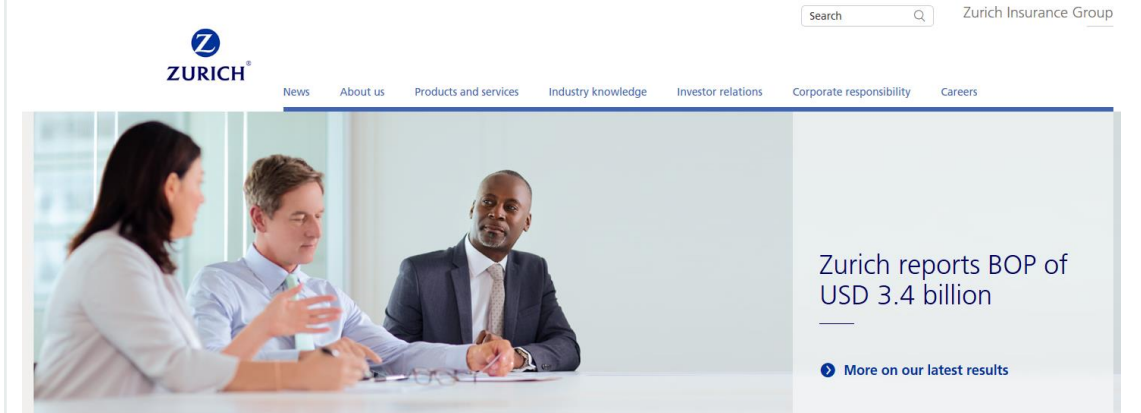 Search
Zurich Insurance Group
Z
ZURICH®
News About us Products and services Industry knowledge Investor relations Corporate responsibility Careers
Zurich reports BOP of
USD 3.4 billion
More on our latest results